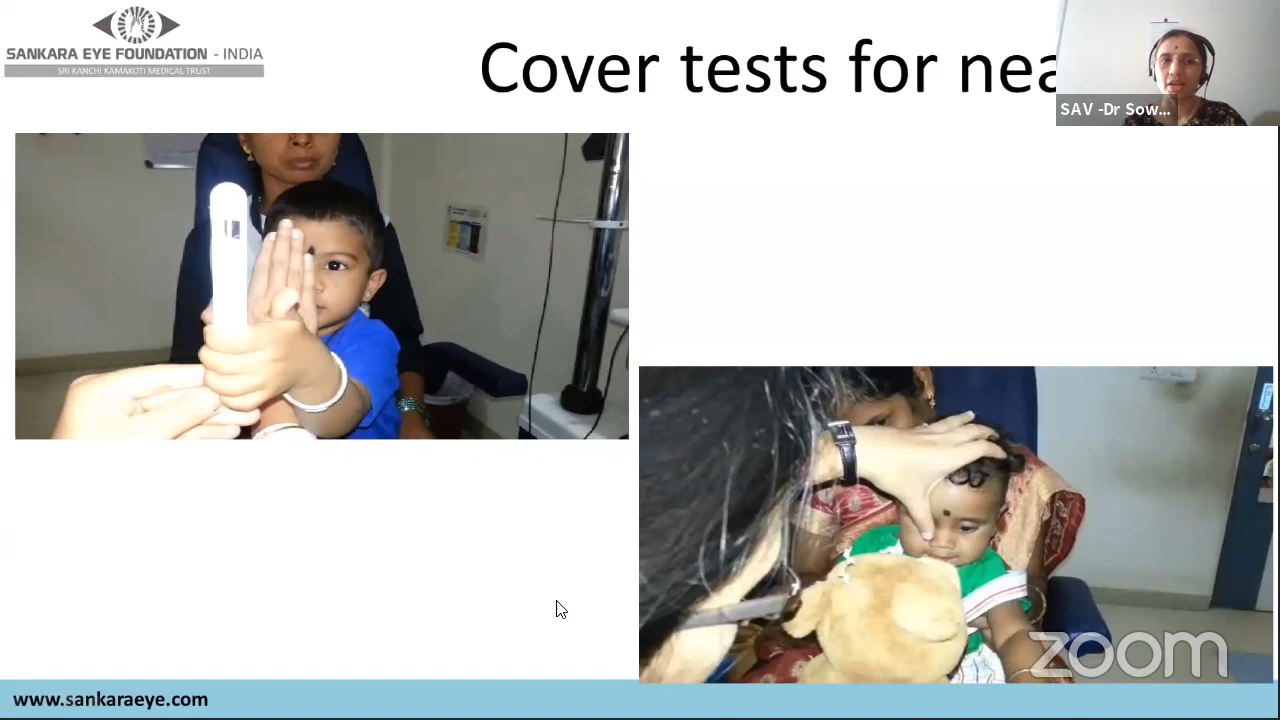 SANKARA EYE FOUNDATION - INDIA
SRI KANCHI KAMAKOTI MEDICAL TRUST
Cover tests for nea
SAV -Dr Sow...
zoom
www.sankaraeye.com